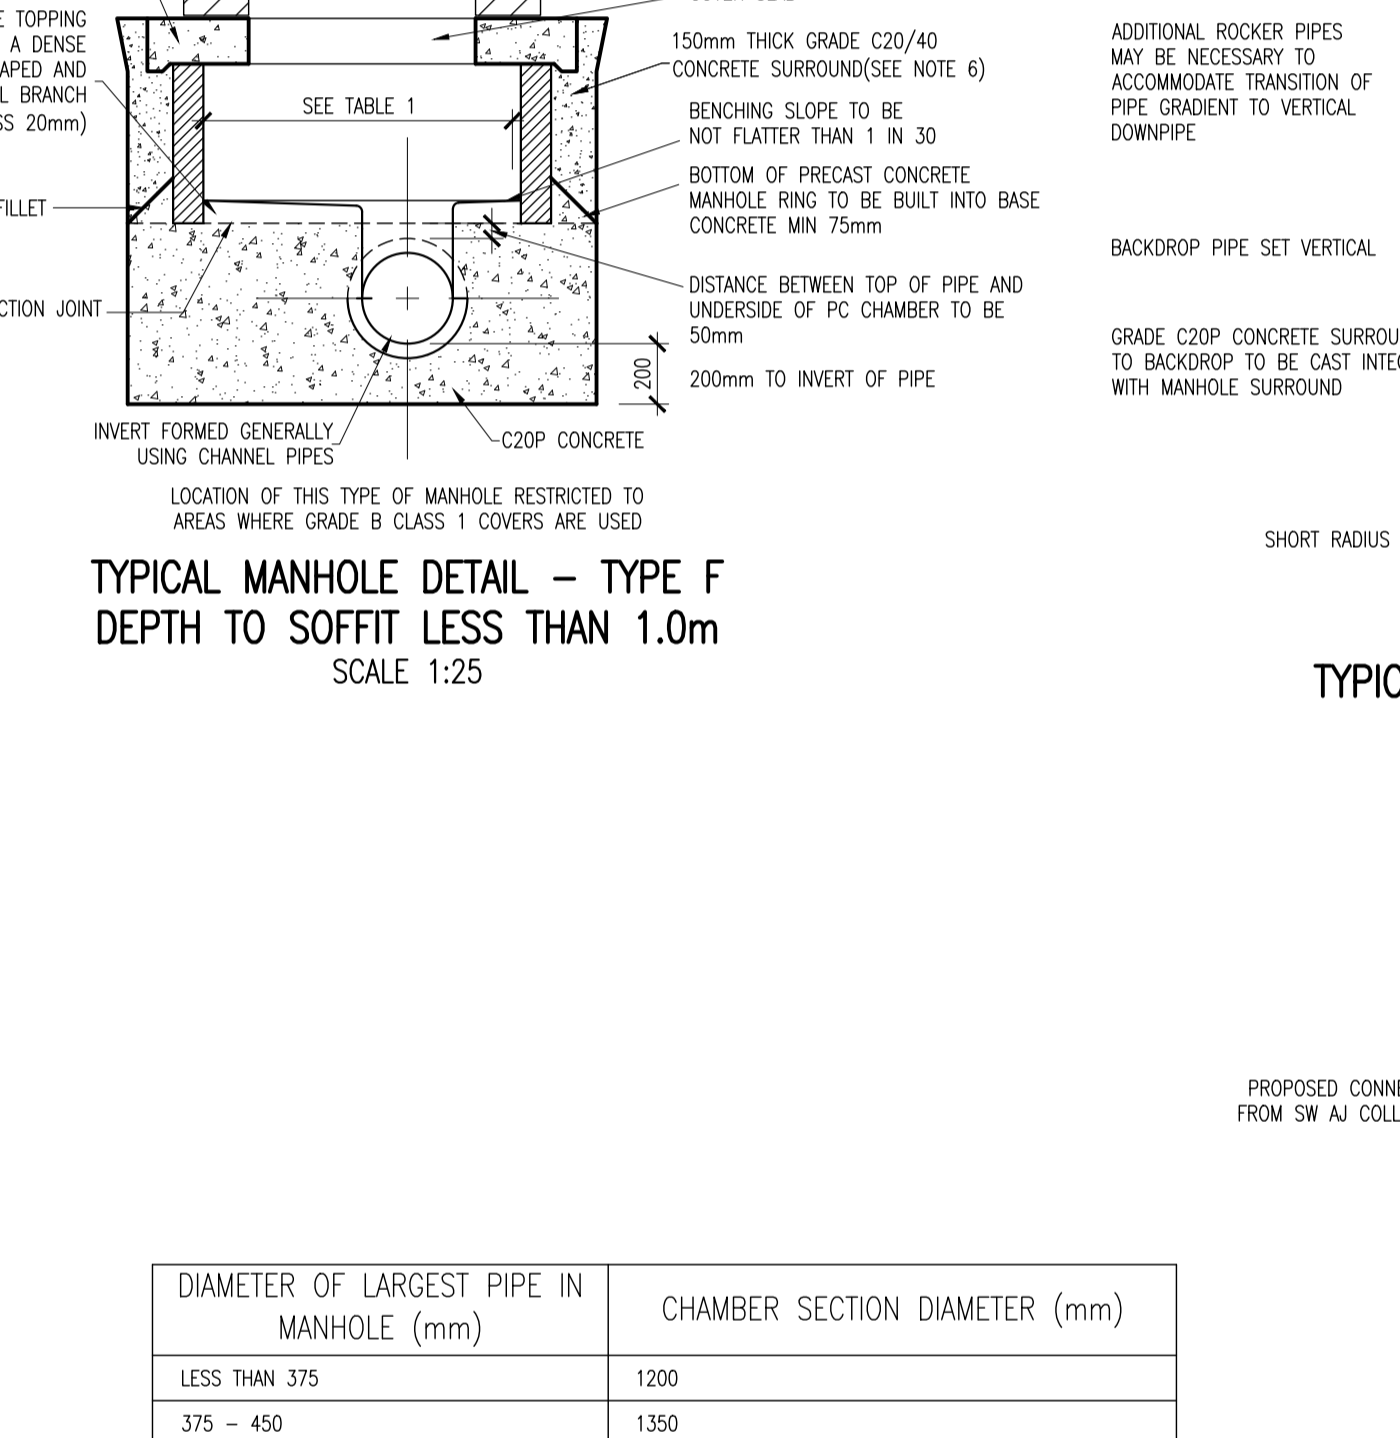 E TOPPING
A DENSE
APED AND
L BRANCH
SS 20mm)
FILLET
CTION JOINT
SEE TABLE 1
150mm THICK GRADE C20/40
CONCRETE SURROUND(SEE NOTE 6)
BENCHING SLOPE TO BE
NOT FLATTER THAN 1 IN 30
BOTTOM OF PRECAST CONCRETE
MANHOLE RING TO BE BUILT INTO BASE
CONCRETE MIN 75mm
DISTANCE BETWEEN TOP OF PIPE AND
UNDERSIDE OF PC CHAMBER TO BE
50mm
200
200mm TO INVERT OF PIPE
INVERT FORMED GENERALLY
USING CHANNEL PIPES
C20P CONCRETE
LOCATION OF THIS TYPE OF MANHOLE RESTRICTED TO
AREAS WHERE GRADE B CLASS 1 COVERS ARE USED
TYPICAL MANHOLE DETAIL – TYPE F
DEPTH TO SOFFIT LESS THAN 1.0m
SCALE 1:25
ADDITIONAL ROCKER PIPES
MAY BE NECESSARY TO
ACCOMMODATE TRANSITION OF
PIPE GRADIENT TO VERTICAL
DOWNPIPE
BACKDROP PIPE SET VERTICAL
GRADE C20P CONCRETE SURROU
TO BACKDROP TO BE CAST INTE
WITH MANHOLE SURROUND
SHORT RADIUS
TYPIC
PROPOSED CONNE
FROM SW AJ COLL
DIAMETER OF LARGEST PIPE IN
MANHOLE (mm)
CHAMBER SECTION DIAMETER (mm)
LESS THAN 375
1200
375 – 450
1350